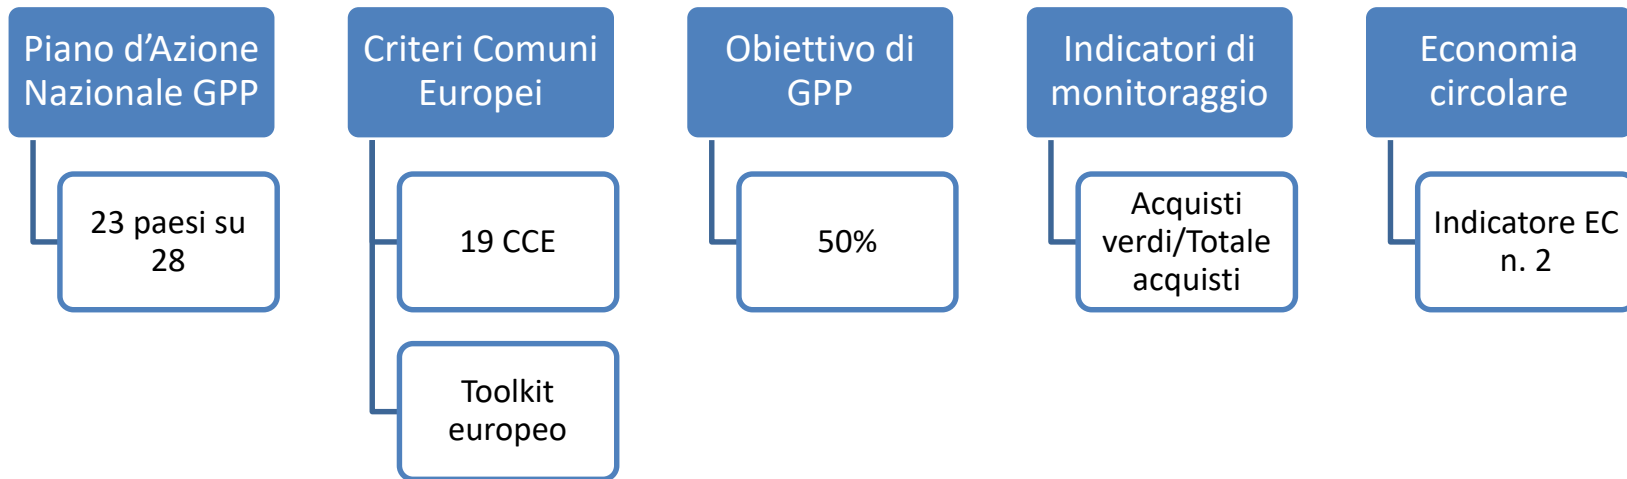 Piano d’Azione
Nazionale GPP
23 paesi su
28
Criteri Comuni
Europei
19 CCE
Toolkit
europeo
Obiettivo di
GPP
50%
Indicatori di
monitoraggio
Acquisti
verdi/Totale
acquisti
Economia
circolare
Indicatore EC
n. 2